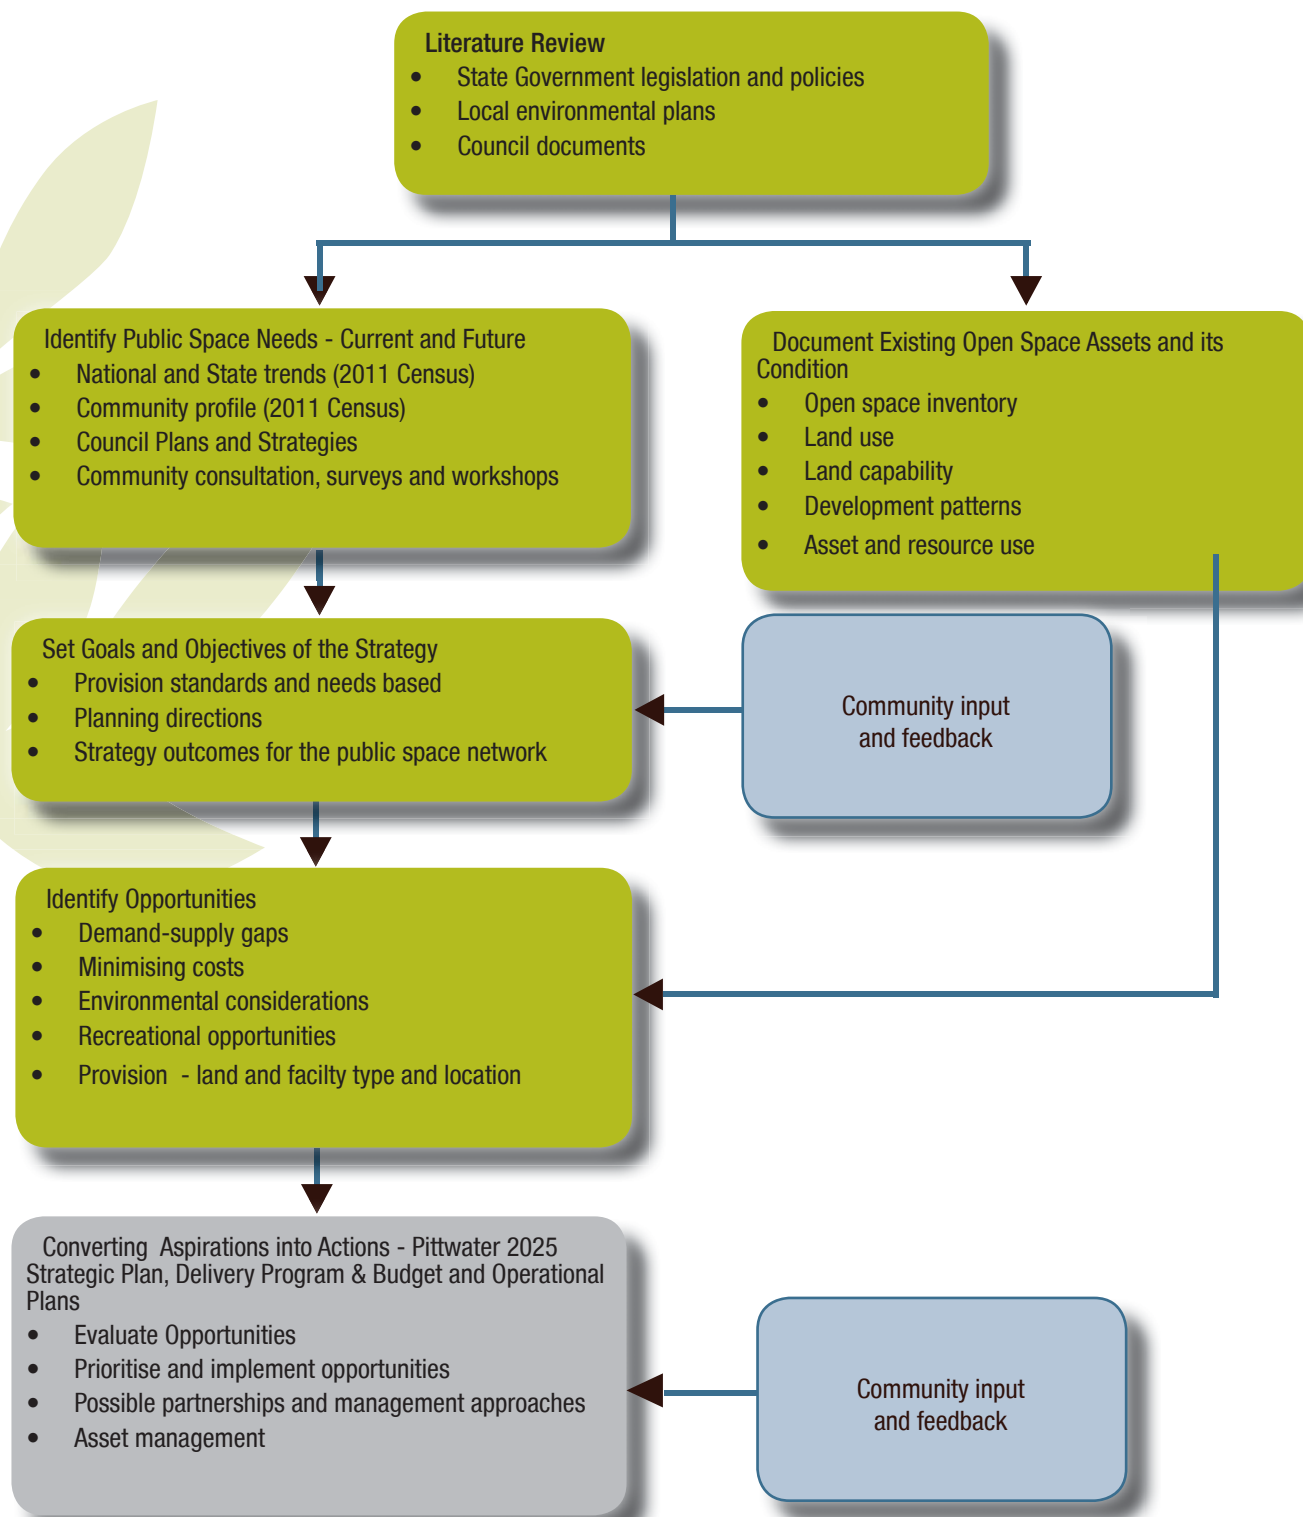 Literature Review
• State Government legislation and policies
• Local environmental plans
• Council documents
Identify Public Space Needs - Current and Future
• National and State trends (2011 Census)
• Community profile (2011 Census)
• Council Plans and Strategies
• Community consultation, surveys and workshops
Document Existing Open Space Assets and its
Condition
• Open space inventory
• Land use
• Land capability
• Development patterns
• Asset and resource use
Set Goals and Objectives of the Strategy
• Provision standards and needs based
• Planning directions
• Strategy outcomes for the public space network
Community input
and feedback
Identify Opportunities
• Demand-supply gaps
• Minimising costs
• Environmental considerations
• Recreational opportunities
• Provision - land and facilty type and location
Converting Aspirations into Actions - Pittwater 2025
Strategic Plan, Delivery Program & Budget and Operational
Plans
• Evaluate Opportunities
• Prioritise and implement opportunities
• Possible partnerships and management approaches
• Asset management
Community input
and feedback